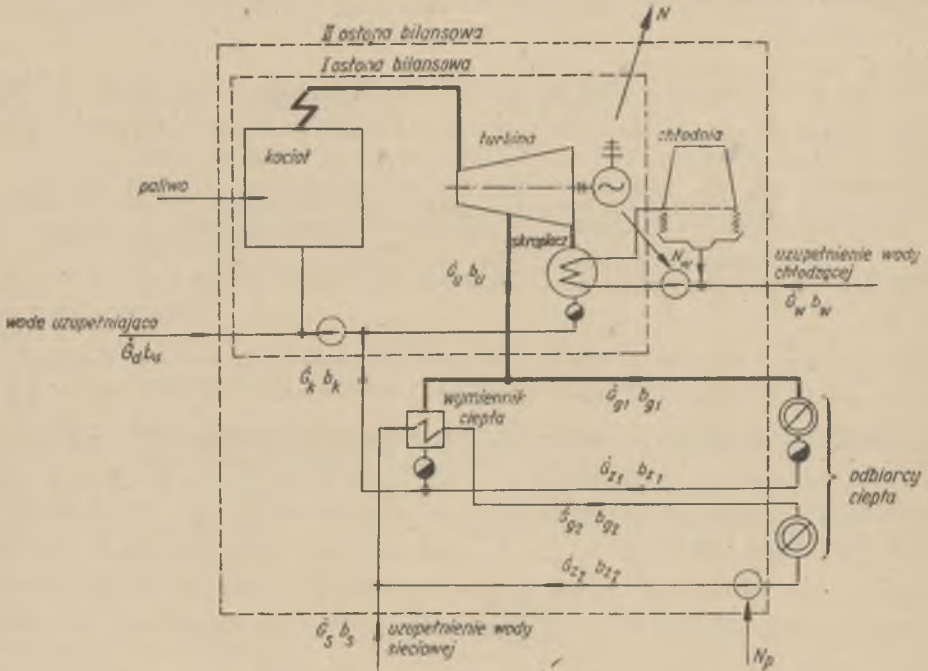 N
II osłona bilansowa
I osłona bilansowa
turbina
chłodnia
kocioł
paliwo
skraplacz
uzupełnienie wody
chłodzącej
Ġu bu
Nw
Ġw bw
woda uzupełniająca
Ġd
Ġk bk
wymiennik
ciepła
Ġg1 bg1
Ġz1 bz1
odbiorcy
ciepła
Ġg2 bg2
Ġz2 bz2
Ġs bs
uzupełnienie wody
sieciowej
Np